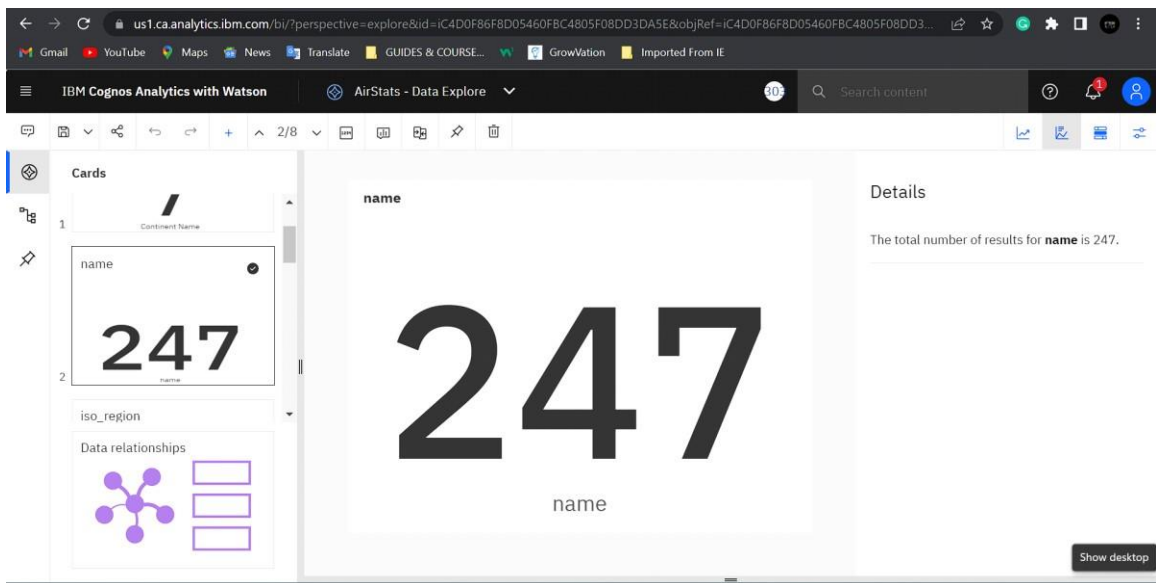 us1.ca.analytics.ibm.com/bi/?perspective=explore&id=iC4D0F86F8D05460FBC4805F08DD3DA5E&objRef=iC4D0F86F8D05460FBC4805F08DD3...
Gmail YouTube Maps News Translate GUIDES & COURSE... GrowVation Imported From IE
IBM Cognos Analytics with Watson AirStats - Data Explore 303 Search content 1
2/8
Cards
7
1 Continent Name
name
247
2 name
iso_region
Data relationships
name
247
name
Details
The total number of results for name is 247.
Show desktop